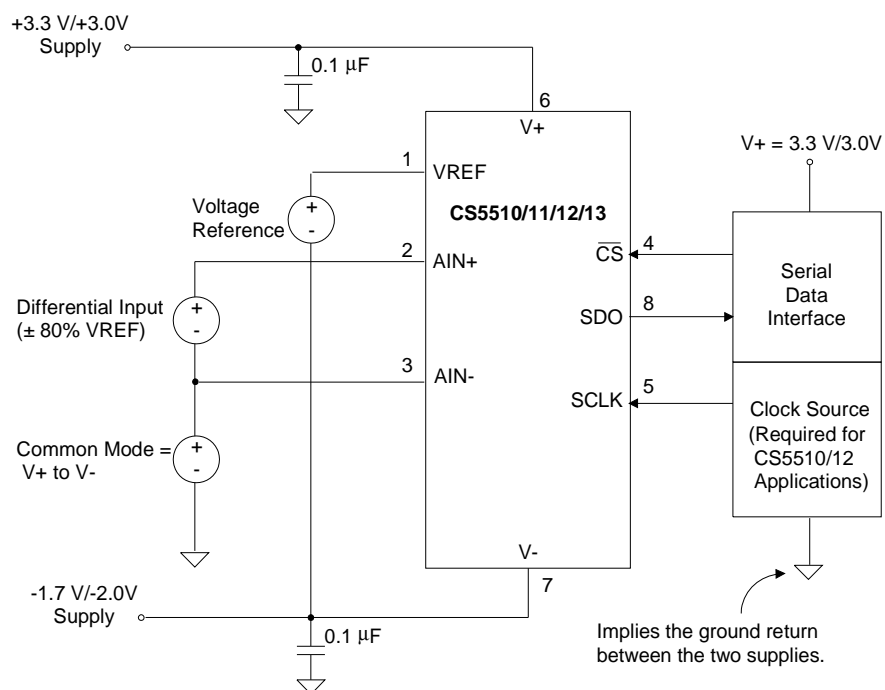 +3.3 V/+3.0V
Supply
0.1 μF
6
V+
V+ = 3.3 V/3.0V
1
VREF
Voltage
Reference
+
-
CS5510/11/12/13
2
AIN+
CS
4
Serial
Data
Interface
Differential Input
(± 80% VREF)
+
-
SDO
8
3
AIN-
SCLK
5
Clock Source
(Required for
CS5510/12
Applications)
Common Mode =
V+ to V-
+
-
V-
7
-1.7 V/-2.0V
Supply
0.1 μF
Implies the ground return
between the two supplies.